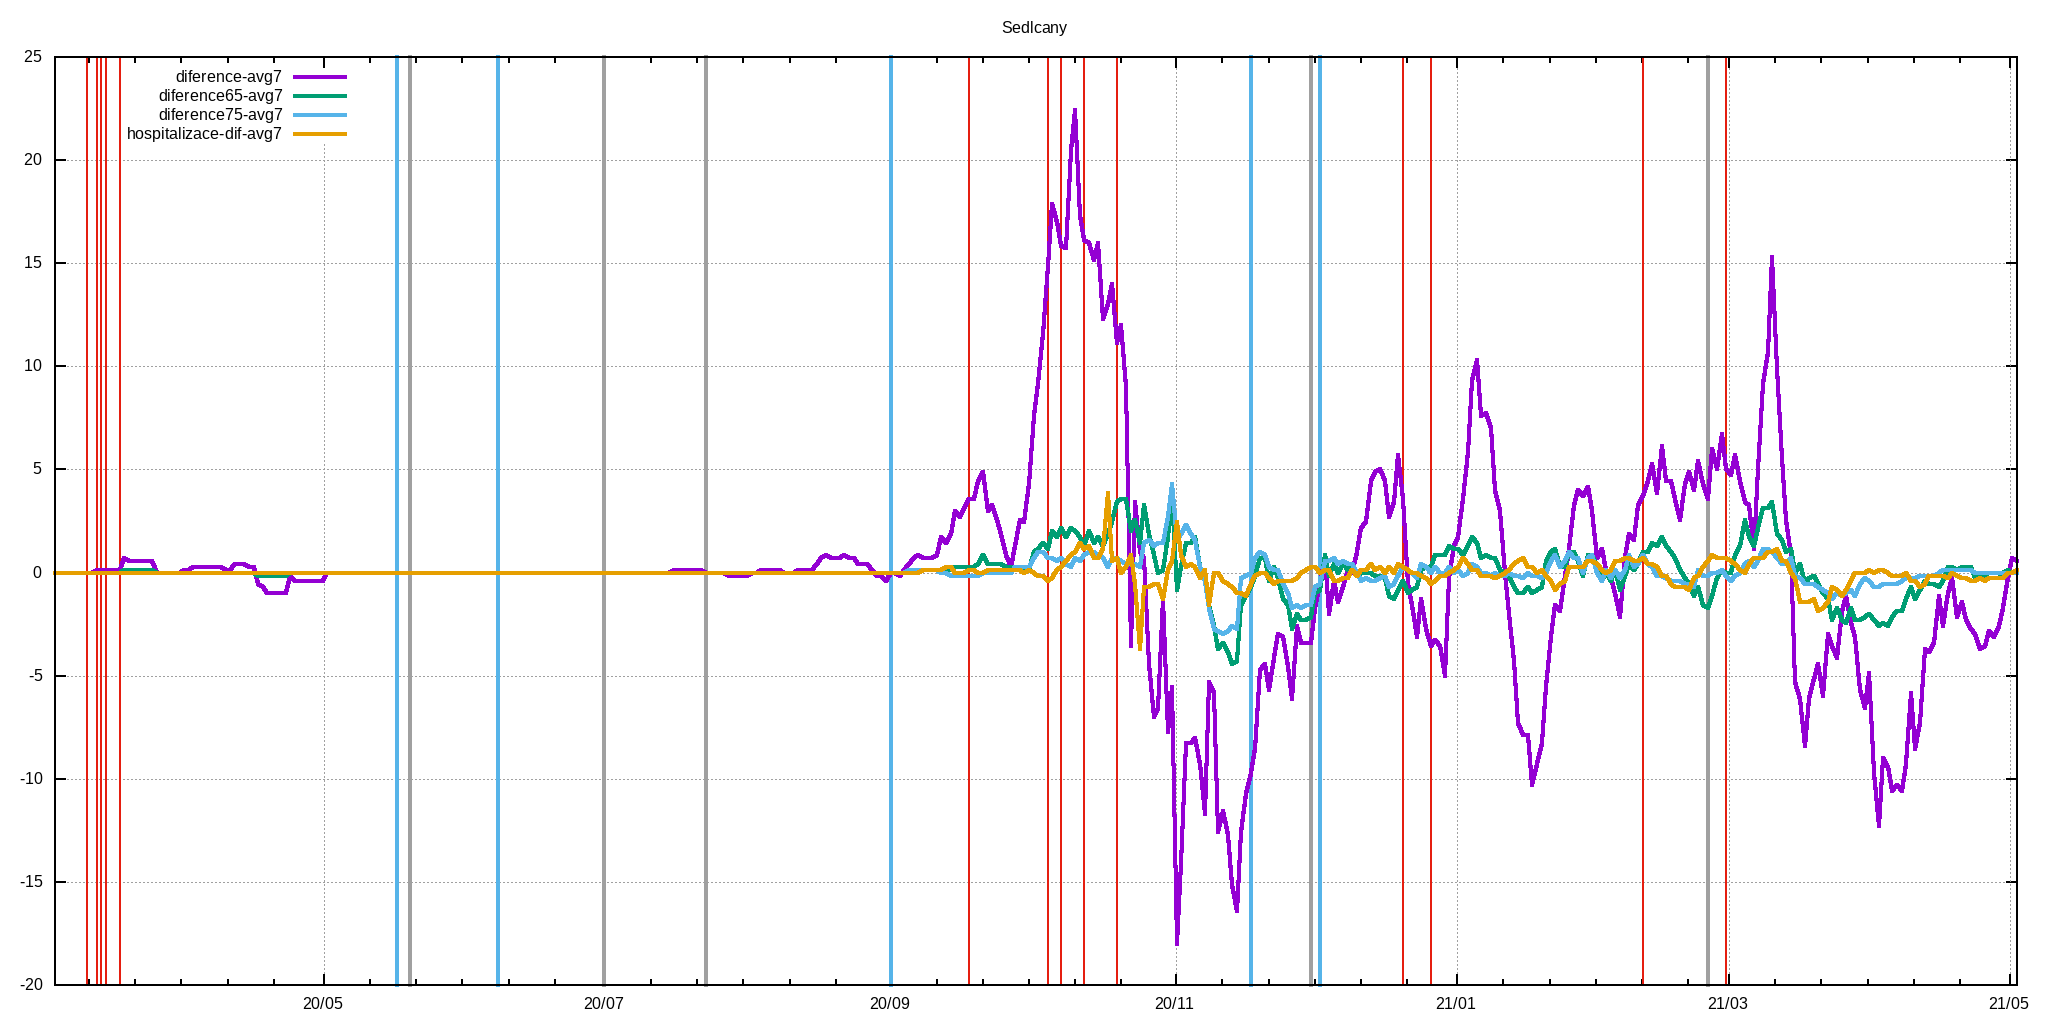 Sedlcany
25
diference-avg7
diference65-avg7
diference75-avg7
hospitalizace-dif-avg7
20
15
10
5
0
-5
-10
-15
-20
20/05 20/07 20/09 20/11 21/01 21/03 21/05